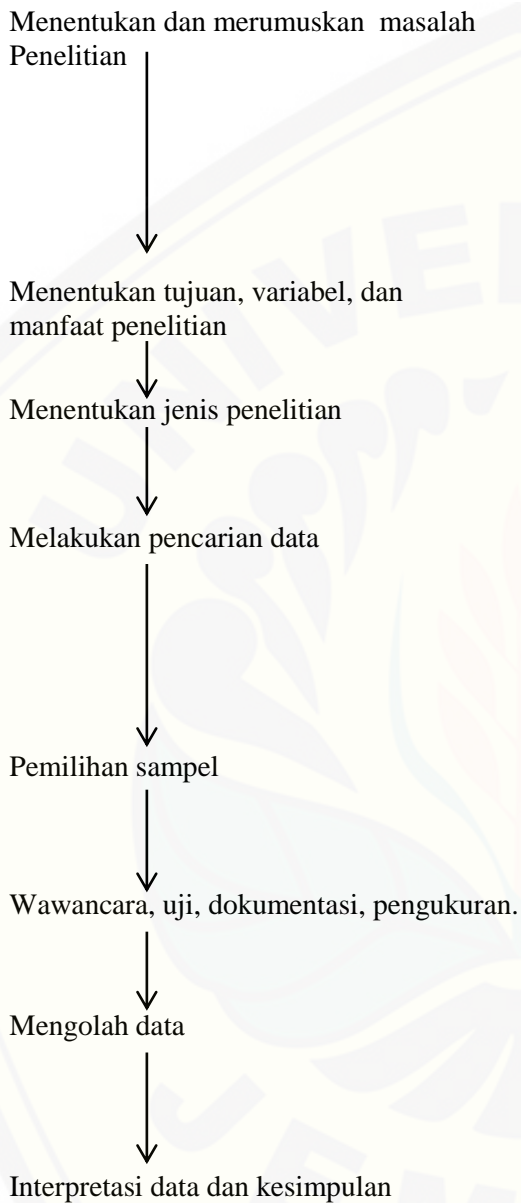 Menentukan dan merumuskan masalah
Penelitian
Menentukan tujuan, variabel, dan
manfaat penelitian
Menentukan jenis penelitian
Melakukan pencarian data
Pemilihan sampel
Wawancara, uji, dokumentasi, pengukuran.
Mengolah data
Interpretasi data dan kesimpulan